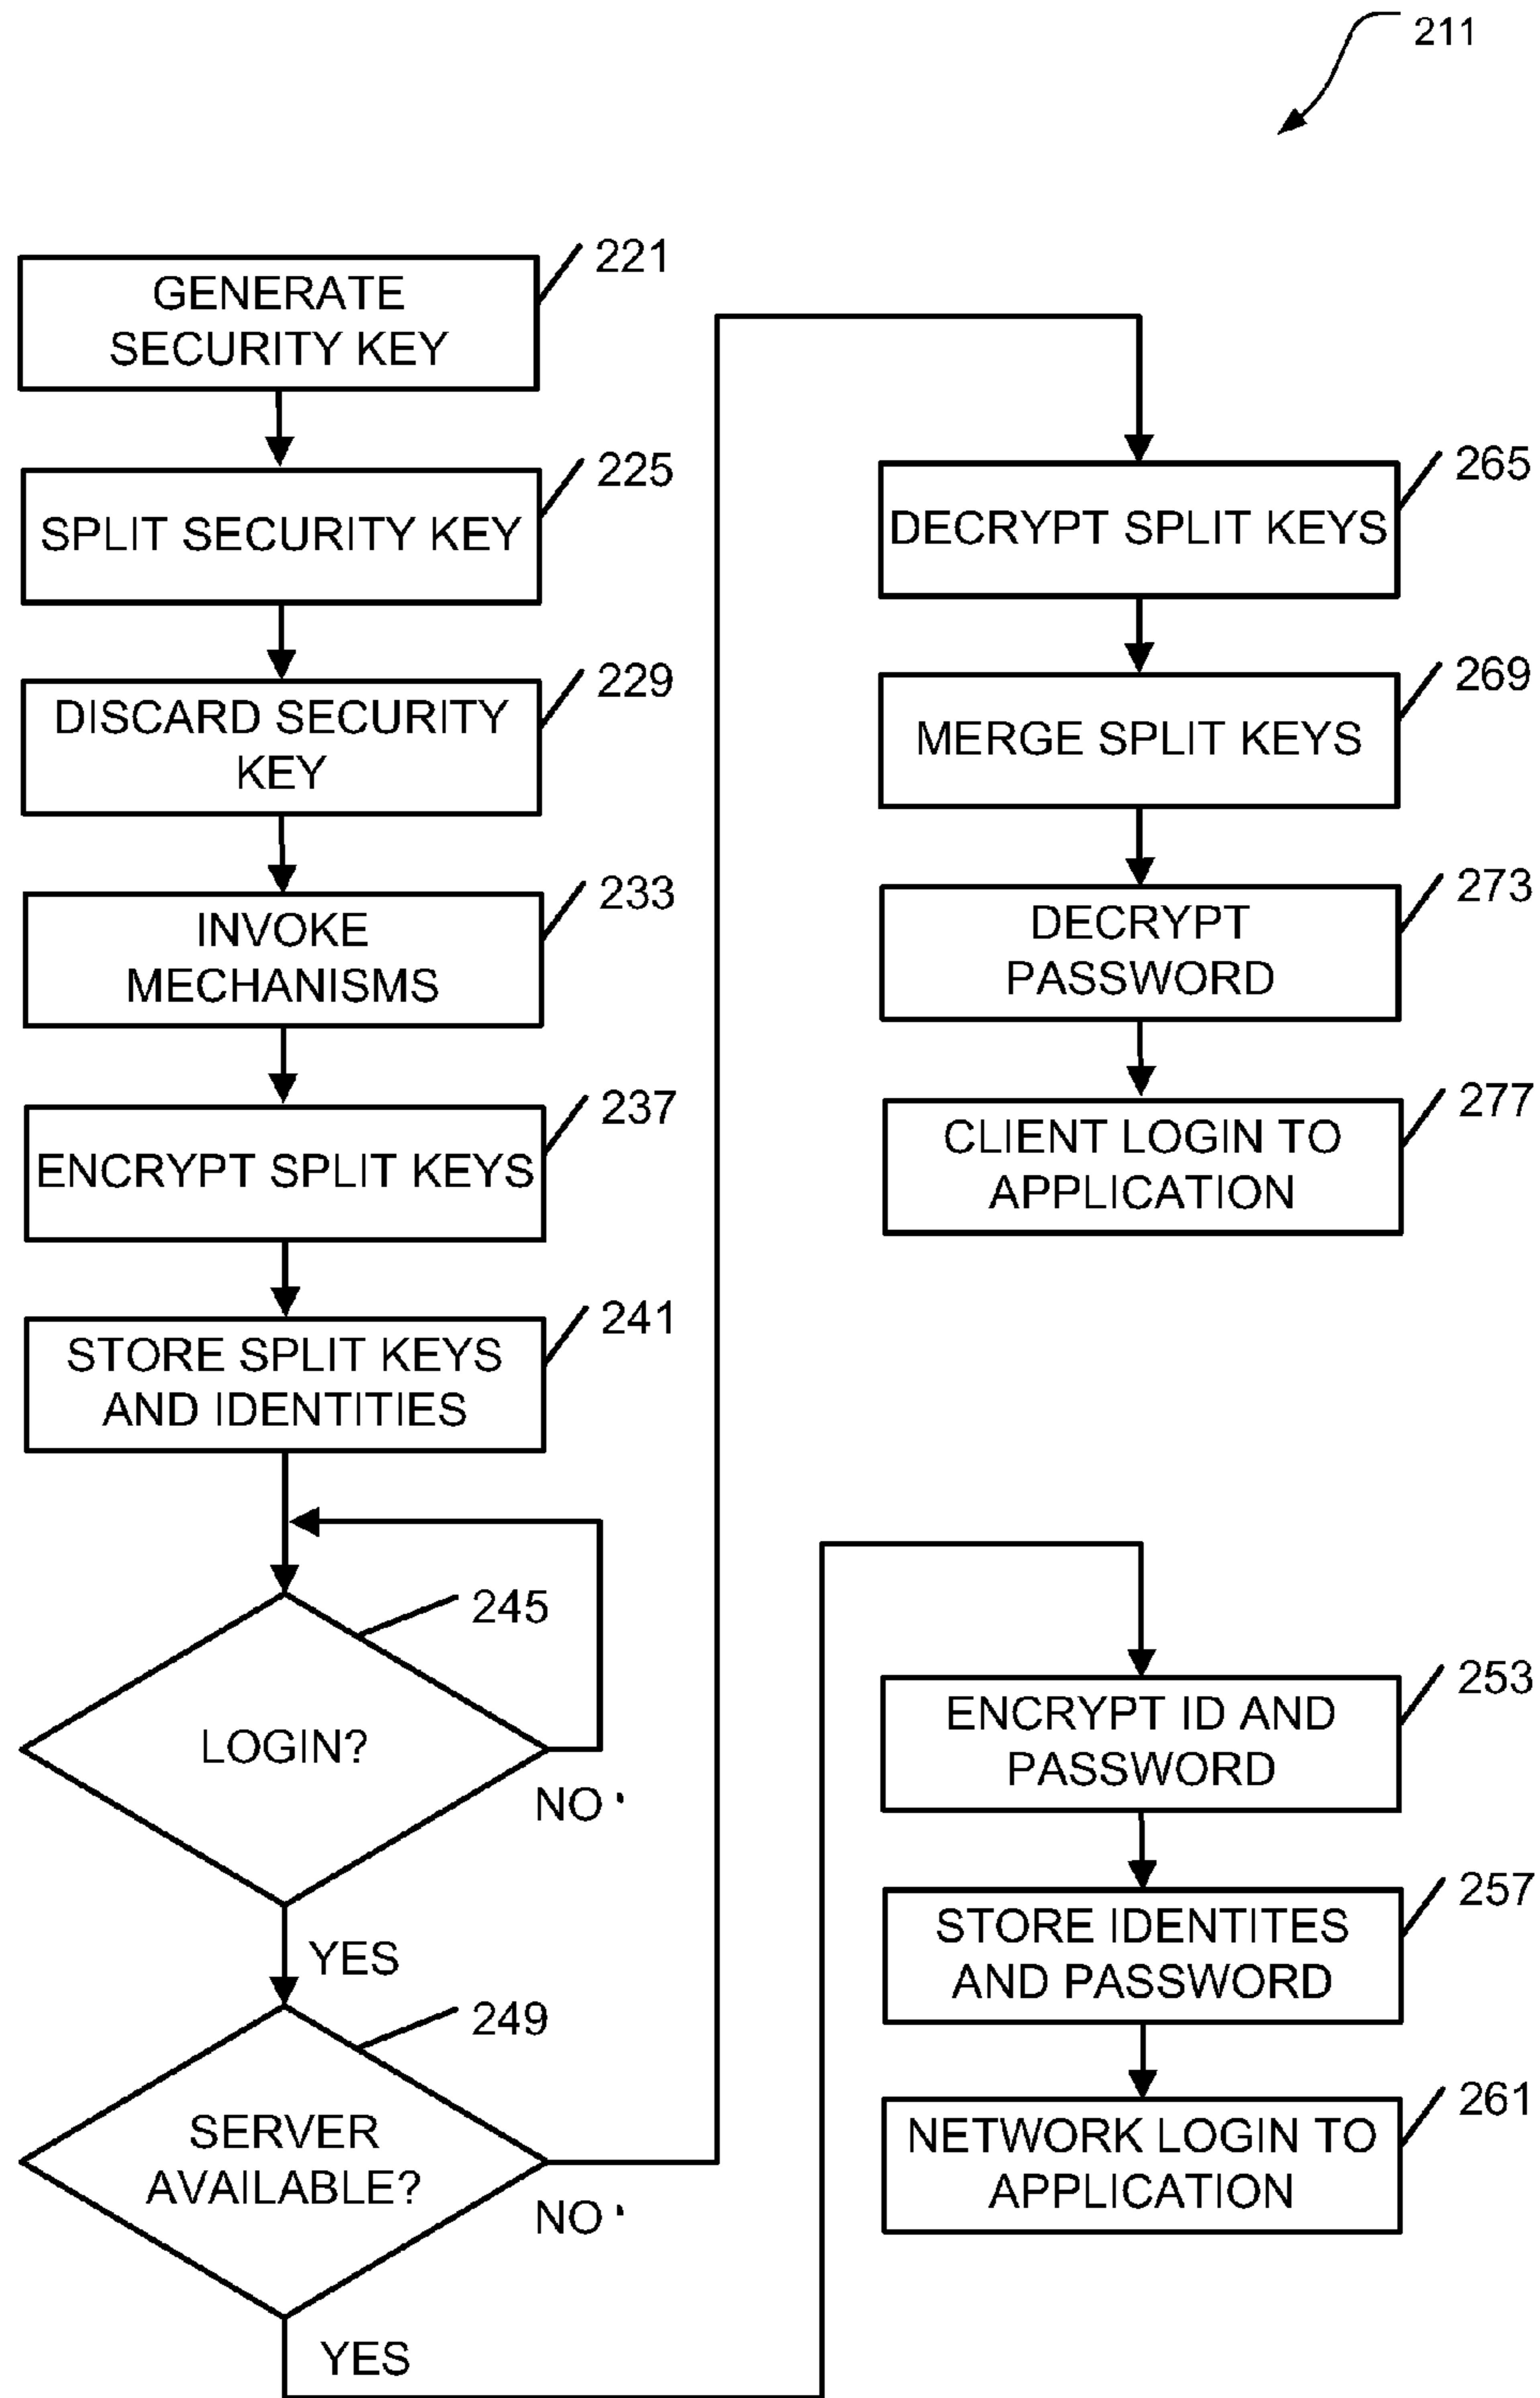 211
221
GENERATE
SECURITY KEY
225
SPLIT SECURITY KEY
229
DISCARD SECURITY
KEY
233
INVOKE
MECHANISMS
237
ENCRYPT SPLIT KEYS
241
STORE SPLIT KEYS
AND IDENTITIES
245
LOGIN?
NO
YES
249
SERVER
AVAILABLE?
NO
YES
265
DECRYPT SPLIT KEYS
269
MERGE SPLIT KEYS
273
DECRYPT
PASSWORD
277
CLIENT LOGIN TO
APPLICATION
253
ENCRYPT ID AND
PASSWORD
257
STORE IDENTITES
AND PASSWORD
261
NETWORK LOGIN TO
APPLICATION